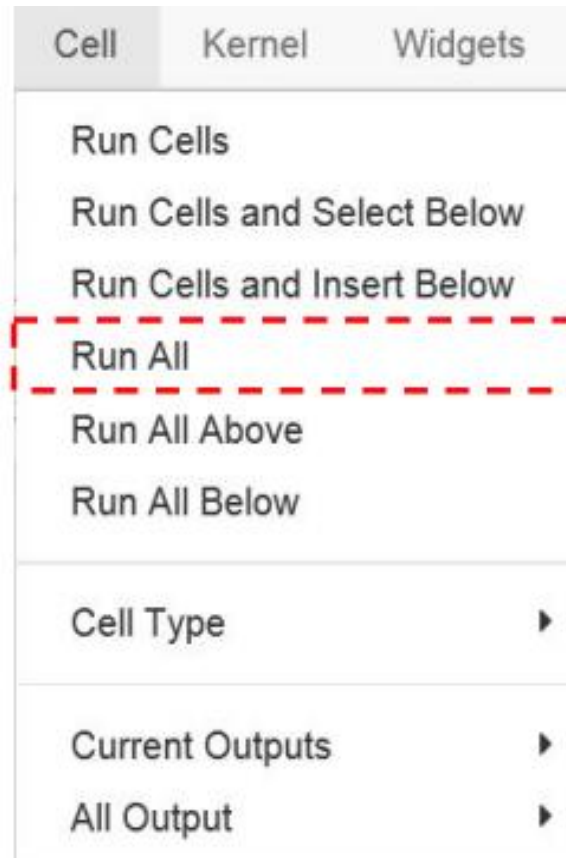 Cell Kernel Widgets
Run Cells
Run Cells and Select Below
Run Cells and Insert Below
Run All
Run All Above
Run All Below
Cell Type
Current Outputs
All Output